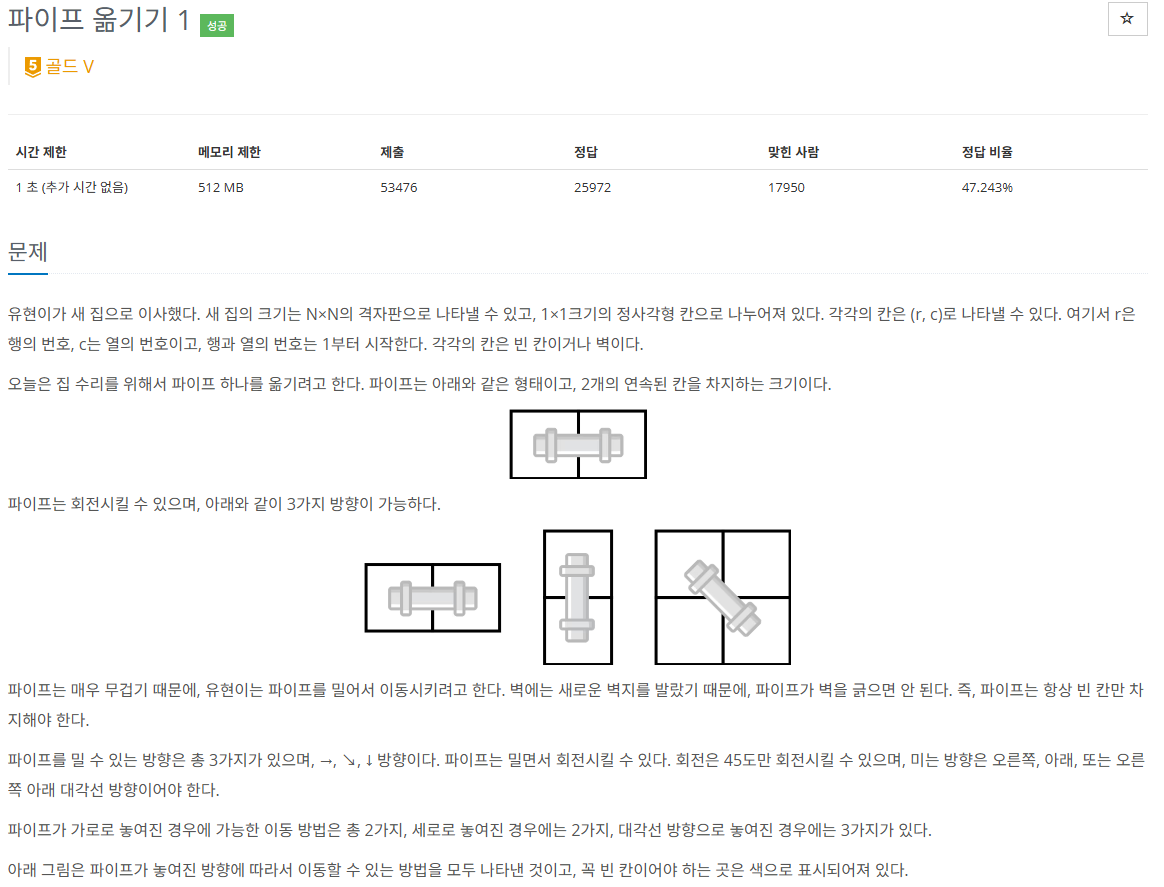 파이프 옮기기 1 성공
☆
5 골드 V
시간 제한 메모리 제한 제출 정답 맞힌 사람 정답 비율
1 초 (추가 시간 없음) 512 MB 53476 25972 17950 47.243%
문제
유현이가 새 집으로 이사했다. 새 집의 크기는 N×N의 격자판으로 나타낼 수 있고, 1×1크기의 정사각형 칸으로 나누어져 있다. 각각의 칸은 (r, c)로 나타낼 수 있다. 여기서 r은
행의 번호, c는 열의 번호이고, 행과 열의 번호는 1부터 시작한다. 각각의 칸은 빈 칸이거나 벽이다.
오늘은 집 수리를 위해서 파이프 하나를 옮기려고 한다. 파이프는 아래와 같은 형태이고, 2개의 연속된 칸을 차지하는 크기이다.
파이프는 회전시킬 수 있으며, 아래와 같이 3가지 방향이 가능하다.
파이프는 매우 무겁기 때문에, 유현이는 파이프를 밀어서 이동시키려고 한다. 벽에는 새로운 벽지를 발랐기 때문에, 파이프가 벽을 긁으면 안 된다. 즉, 파이프는 항상 빈 칸만 차
지해야 한다.
파이프를 밀 수 있는 방향은 총 3가지가 있으며, →, ↘, ↓ 방향이다. 파이프는 밀면서 회전시킬 수 있다. 회전은 45도만 회전시킬 수 있으며, 미는 방향은 오른쪽, 아래, 또는 오른
쪽 아래 대각선 방향이어야 한다.
파이프가 가로로 놓여진 경우에 가능한 이동 방법은 총 2가지, 세로로 놓여진 경우에는 2가지, 대각선 방향으로 놓여진 경우에는 3가지가 있다.
아래 그림은 파이프가 놓여진 방향에 따라서 이동할 수 있는 방법을 모두 나타낸 것이고, 꼭 빈 칸이어야 하는 곳은 색으로 표시되어져 있다.